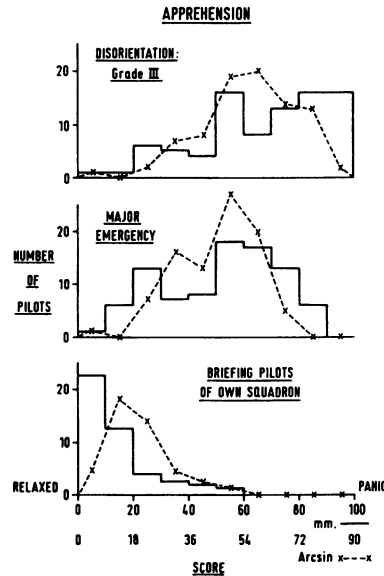 APPREHENSION
DISORIENTATION:
Grade III
20
10
0
MAJOR
EMERGENCY
20
10
0
NUMBER
OF
PILOTS
BRIEFING PILOTS
OF OWN SQUADRON
20
10
0
RELAXED
PANIC
0 20 40 60 80 100
mm.
0 18 36 54 72 90
Arcsin x---x
SCORE